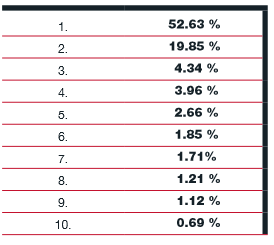 1. 52.63 %
2. 19.85 %
3. 4.34 %
4. 3.96 %
5. 2.66 %
6. 1.85 %
7. 1.71%
8. 1.21 %
9. 1.12 %
10. 0.69 %